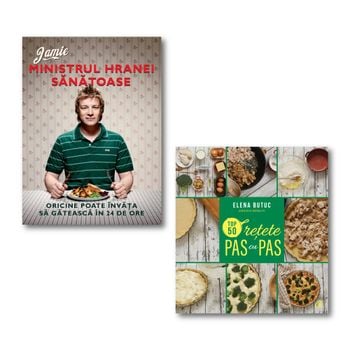 Jamie
MINISTRUL HRANEI
SĂNĂTOASE
ORICINE POATE ÎNVĂȚA
SĂ GĂTEASCĂ ÎN 24 DE ORE
ELENA BUTUC
TOP
50
rețete
PAS cu PAS